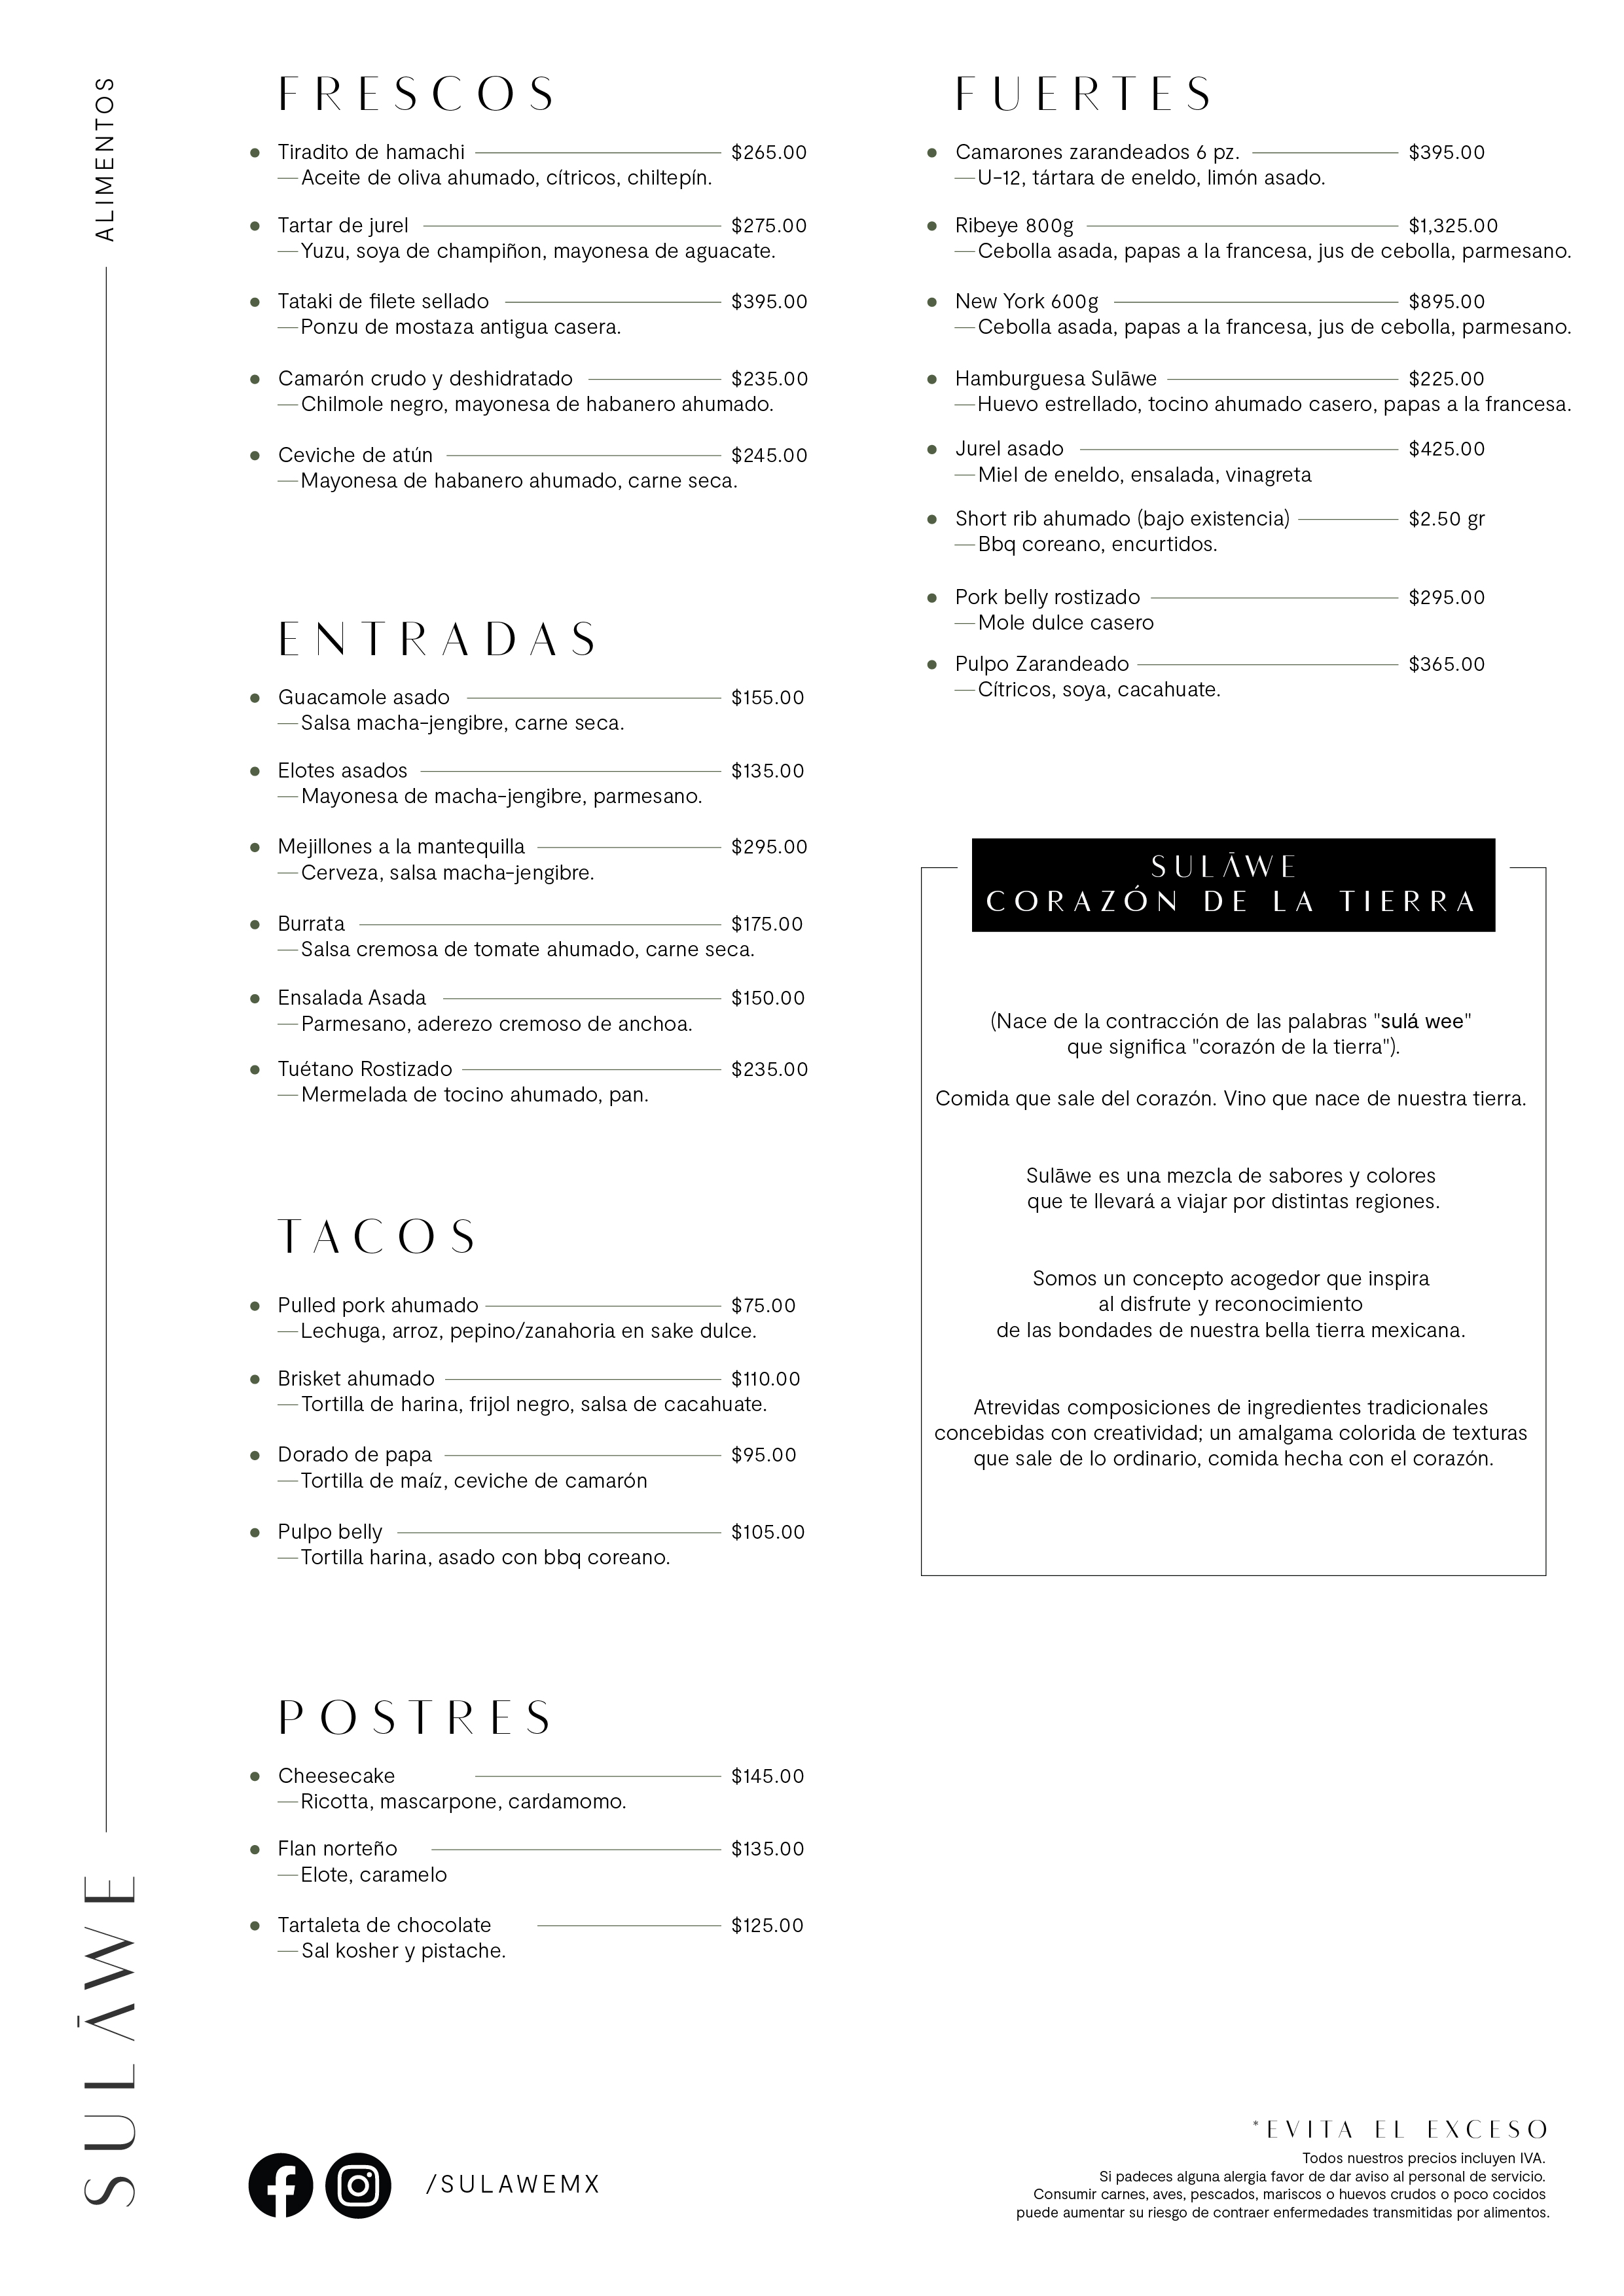 ALIMENTOS
SULĀWE
FRESCOS
Tiradito de hamachi $265.00
—Aceite de oliva ahumado, cítricos, chiltepín.
Tartar de jurel $275.00
—Yuzu, soya de champiñon, mayonesa de aguacate.
Tataki de filete sellado $395.00
—Ponzu de mostaza antigua casera.
Camarón crudo y deshidratado $235.00
—Chilmole negro, mayonesa de habanero ahumado.
Ceviche de atún $245.00
—Mayonesa de habanero ahumado, carne seca.
ENTRADAS
Guacamole asado $155.00
—Salsa macha-jengibre, carne seca.
Elotes asados $135.00
—Mayonesa de macha-jengibre, parmesano.
Mejillones a la mantequilla $295.00
—Cerveza, salsa macha-jengibre.
Burrata $175.00
—Salsa cremosa de tomate ahumado, carne seca.
Ensalada Asada $150.00
—Parmesano, aderezo cremoso de anchoa.
Tuétano Rostizado $235.00
—Mermelada de tocino ahumado, pan.
TACOS
Pulled pork ahumado $75.00
—Lechuga, arroz, pepino/zanahoria en sake dulce.
Brisket ahumado $110.00
—Tortilla de harina, frijol negro, salsa de cacahuate.
Dorado de papa $95.00
—Tortilla de maíz, ceviche de camarón
Pulpo belly $105.00
—Tortilla harina, asado con bbq coreano.
POSTRES
Cheesecake $145.00
—Ricotta, mascarpone, cardamomo.
Flan norteño $135.00
—Elote, caramelo
Tartaleta de chocolate $125.00
—Sal kosher y pistache.
/SULAWEMX
FUERTES
Camarones zarandeados 6 pz. $395.00
—U-12, tártara de eneldo, limón asado.
Ribeye 800g $1,325.00
—Cebolla asada, papas a la francesa, jus de cebolla, parmesano.
New York 600g $895.00
—Cebolla asada, papas a la francesa, jus de cebolla, parmesano.
Hamburguesa Sulāwe $225.00
—Huevo estrellado, tocino ahumado casero, papas a la francesa.
Jurel asado $425.00
—Miel de eneldo, ensalada, vinagreta
Short rib ahumado (bajo existencia) $2.50 gr
—Bbq coreano, encurtidos.
Pork belly rostizado $295.00
—Mole dulce casero
Pulpo Zarandeado $365.00
—Cítricos, soya, cacahuate.
SULĀWE
CORAZÓN DE LA TIERRA
(Nace de la contracción de las palabras "sulá wee"
que significa "corazón de la tierra").
Comida que sale del corazón. Vino que nace de nuestra tierra.
Sulāwe es una mezcla de sabores y colores
que te llevará a viajar por distintas regiones.
Somos un concepto acogedor que inspira
al disfrute y reconocimiento
de las bondades de nuestra bella tierra mexicana.
Atrevidas composiciones de ingredientes tradicionales
concebidas con creatividad; un amalgama colorida de texturas
que sale de lo ordinario, comida hecha con el corazón.
*EVITA EL EXCESO
Todos nuestros precios incluyen IVA.
Si padeces alguna alergia favor de dar aviso al personal de servicio.
Consumir carnes, aves, pescados, mariscos o huevos crudos o poco cocidos
puede aumentar su riesgo de contraer enfermedades transmitidas por alimentos.